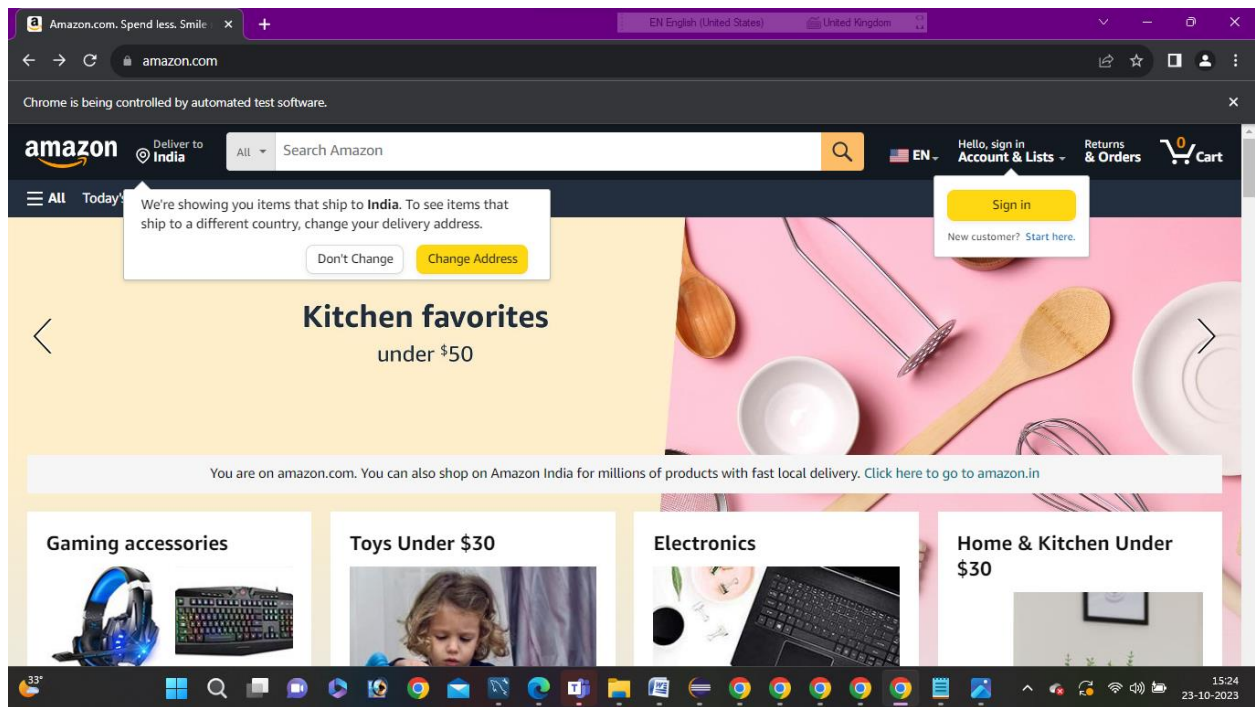 Amazon.com. Spend less. Smile
EN English (United States) United Kingdom
amazon.com
Chrome is being controlled by automated test software.
amazon
Deliver to
India
All
Search Amazon
EN
Hello, sign in
Account & Lists
Returns
& Orders
0
Cart
All
Today's
We're showing you items that ship to India. To see items that
ship to a different country, change your delivery address.
Don't Change
Change Address
Sign in
New customer? Start here.
Kitchen favorites
under $50
You are on amazon.com. You can also shop on Amazon India for millions of products with fast local delivery. Click here to go to amazon.in
Gaming accessories
Toys Under $30
Electronics
Home & Kitchen Under
$30
33°
15:24
23-10-2023